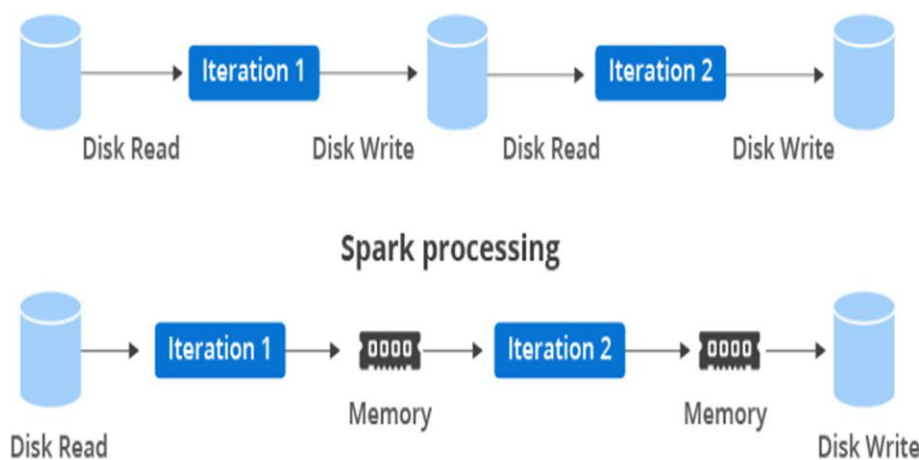 Iteration 1
Iteration 2
Disk Read
Disk Write
Disk Read
Disk Write
Spark processing
Iteration 1
Iteration 2
Memory
Memory
Disk Read
Disk Write